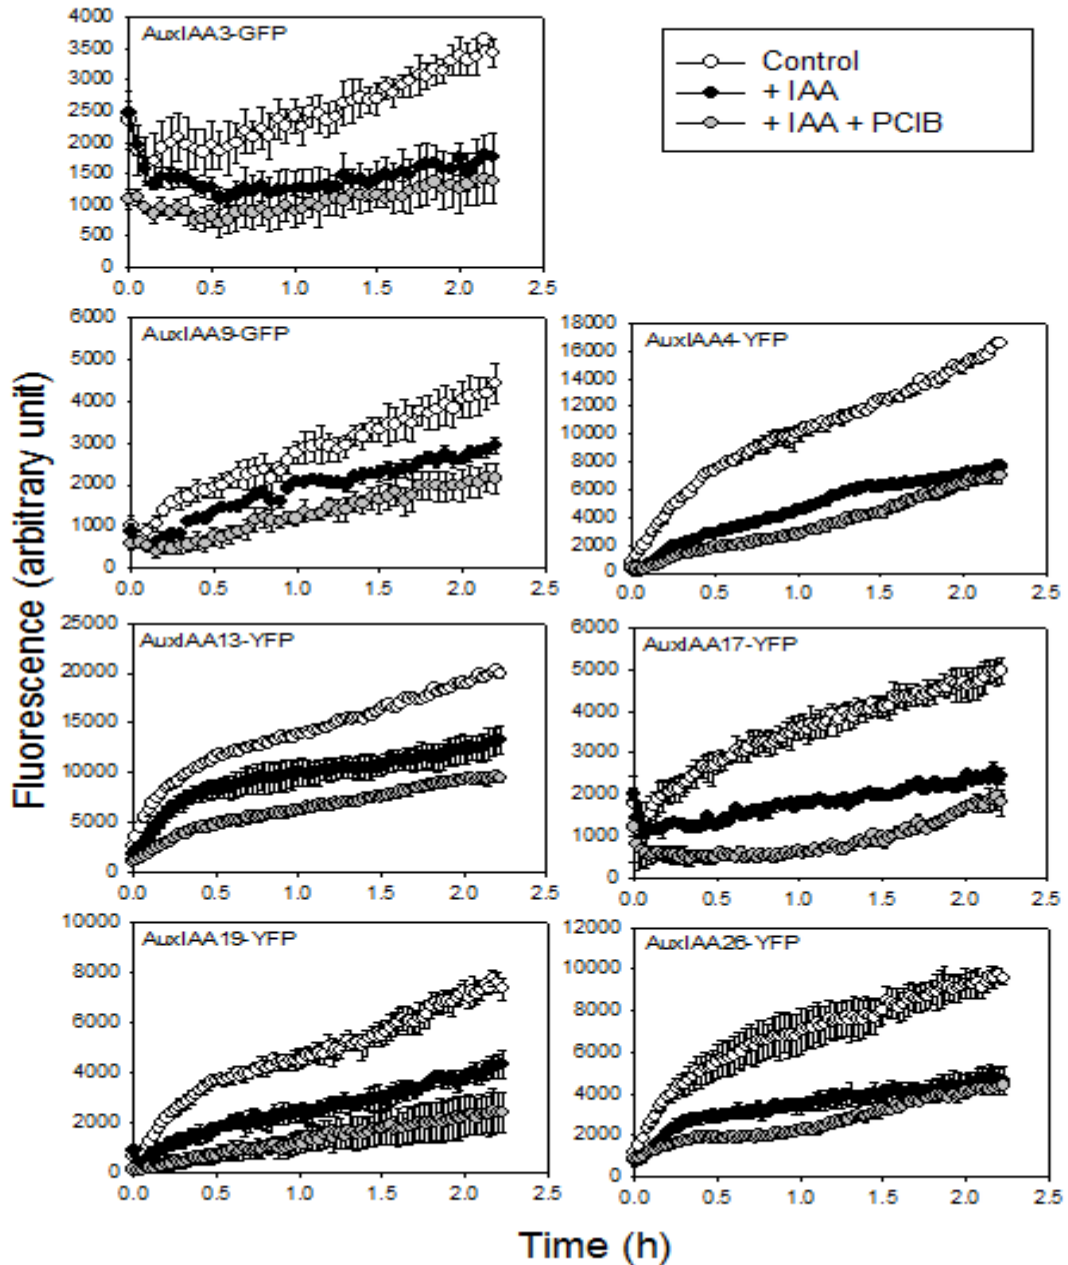 AuxIAA3-GFP
4000
3500
3000
2500
2000
1500
1000
500
0
0.0 0.5 1.0 1.5 2.0 2.5
Control
+ IAA
+ IAA + PCIB
AuxIAA9-GFP
6000
5000
4000
3000
2000
1000
0
0.0 0.5 1.0 1.5 2.0 2.5
AuxIAA4-YFP
18000
16000
14000
12000
10000
8000
6000
4000
2000
0
0.0 0.5 1.0 1.5 2.0 2.5
Fluorescence (arbitrary unit)
AuxIAA13-YFP
25000
20000
15000
10000
5000
0
0.0 0.5 1.0 1.5 2.0 2.5
AuxIAA17-YFP
6000
5000
4000
3000
2000
1000
0
0.0 0.5 1.0 1.5 2.0 2.5
AuxIAA19-YFP
10000
8000
6000
4000
2000
0
0.0 0.5 1.0 1.5 2.0 2.5
AuxIAA26-YFP
12000
10000
8000
6000
4000
2000
0
0.0 0.5 1.0 1.5 2.0 2.5
Time (h)